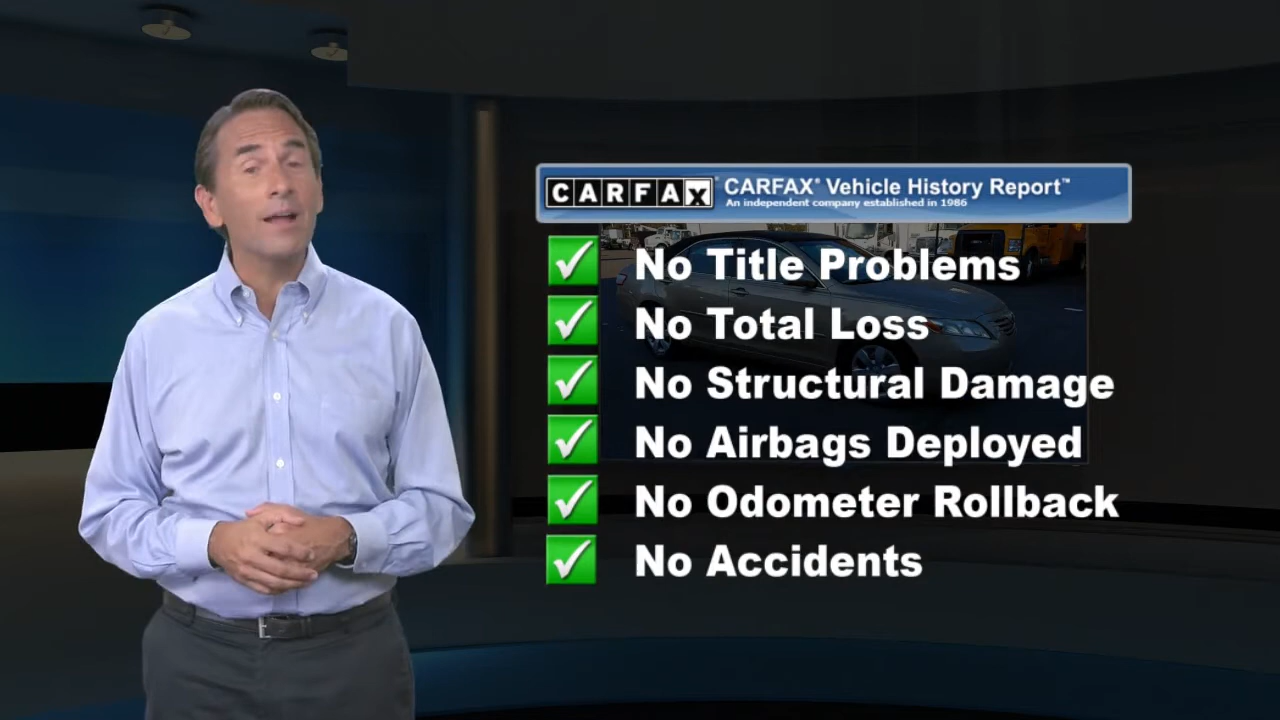 CARFAX® CARFAX® Vehicle History Report™
An independent company established in 1986
No Title Problems
No Total Loss
No Structural Damage
No Airbags Deployed
No Odometer Rollback
No Accidents